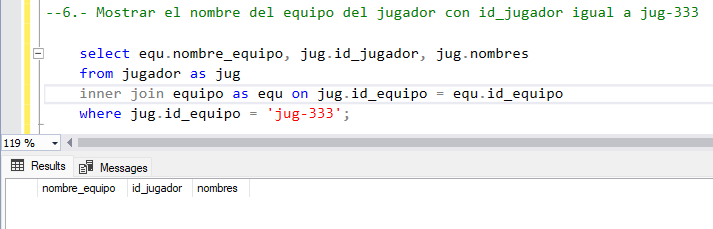 --6.- Mostrar el nombre del equipo del jugador con id_jugador igual a jug-333
select equ.nombre_equipo, jug.id_jugador, jug.nombres
from jugador as jug
inner join equipo as equ on jug.id_equipo = equ.id_equipo
where jug.id_equipo = 'jug-333';
119 %
Results Messages
nombre_equipo id_jugador nombres